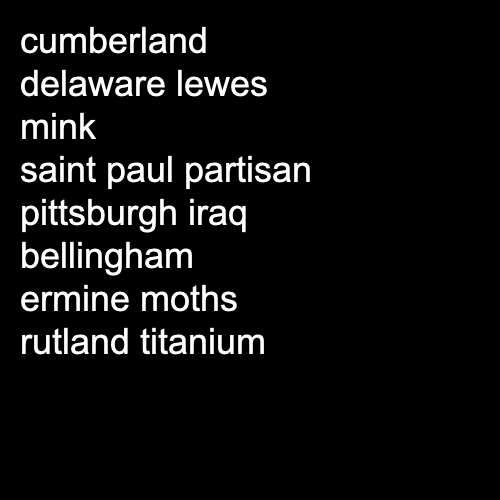 cumberland
delaware lewes
mink
saint paul partisan
pittsburgh iraq
bellingham
ermine moths
rutland titanium